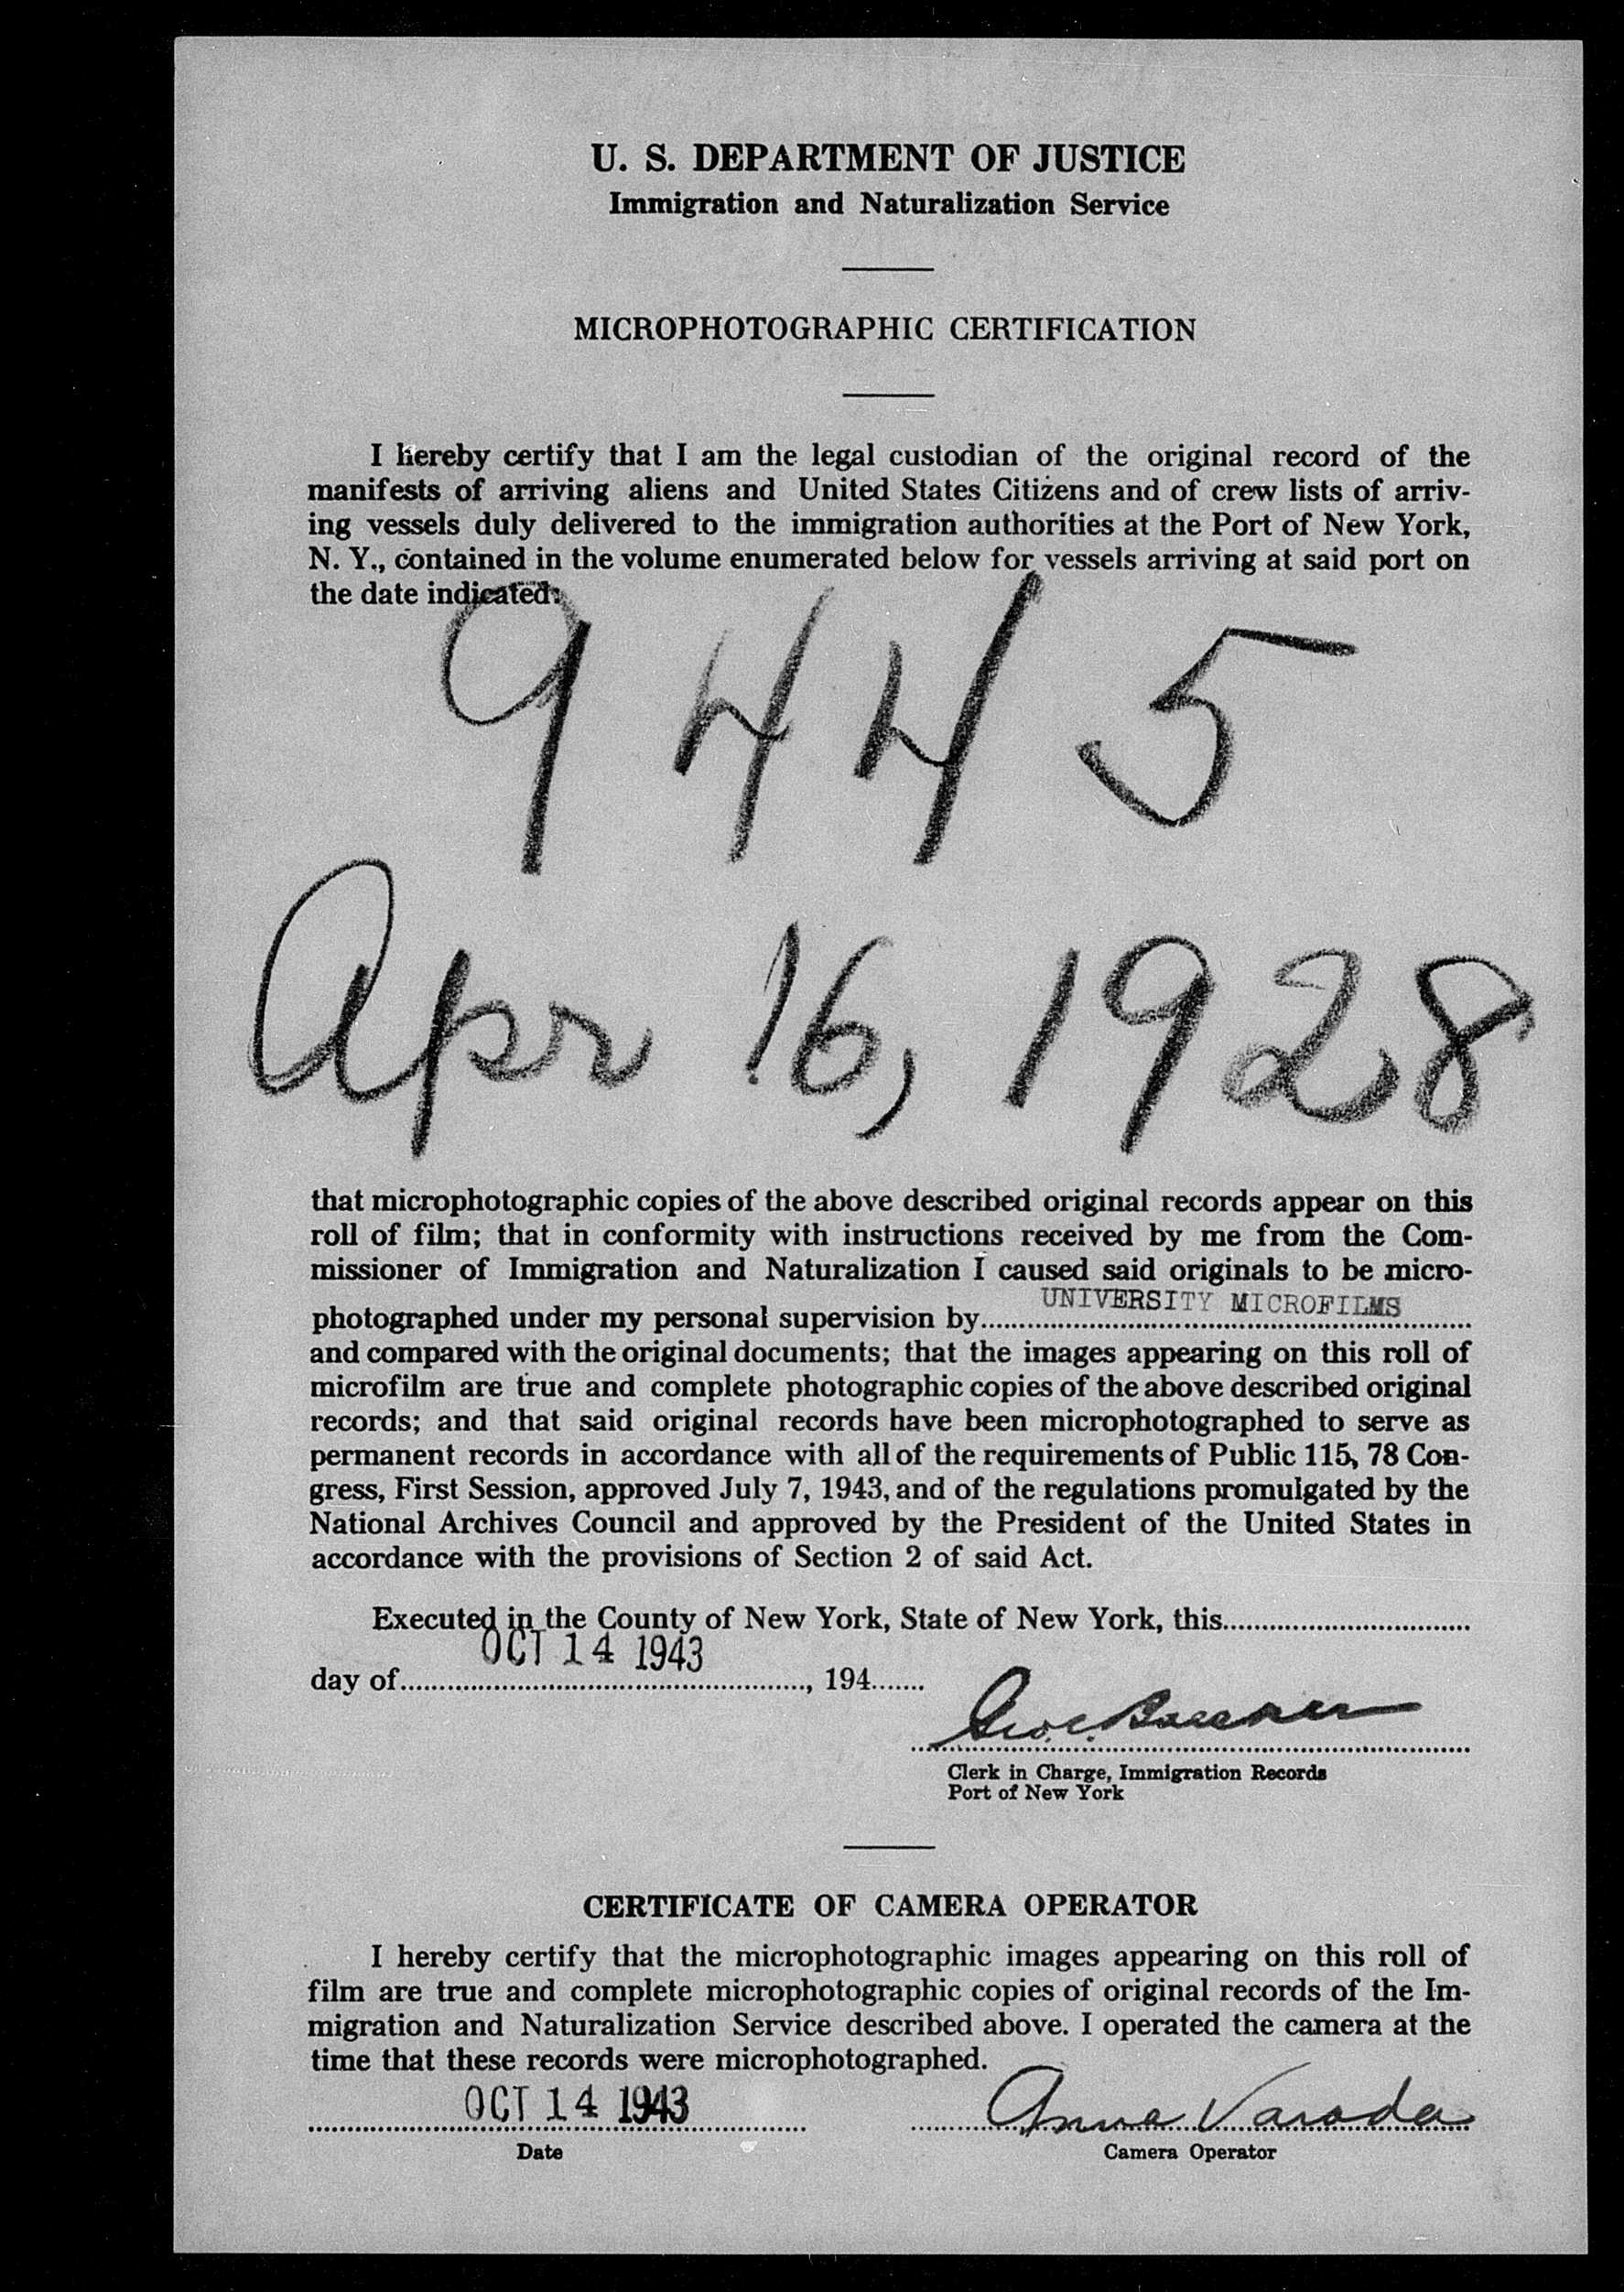 U. S. DEPARTMENT OF JUSTICE
Immigration and Naturalization Service
MICROPHOTOGRAPHIC CERTIFICATION
I hereby certify that I am the legal custodian of the original record of the
manifests of arriving aliens and United States Citizens and of crew lists of arriv-
ing vessels duly delivered to the immigration authorities at the Port of New York,
N. Y., contained in the volume enumerated below for vessels arriving at said port on
the date indicated:
9445
Apr 16, 1928
that microphotographic copies of the above described original records appear on this
roll of film; that in conformity with instructions received by me from the Com-
missioner of Immigration and Naturalization I caused said originals to be micro-
photographed under my personal supervision by UNIVERSITY MICROFILMS
and compared with the original documents; that the images appearing on this roll of
microfilm are true and complete photographic copies of the above described original
records; and that said original records have been microphotographed to serve as
permanent records in accordance with all of the requirements of Public 115, 78 Con-
gress, First Session, approved July 7, 1943, and of the regulations promulgated by the
National Archives Council and approved by the President of the United States in
accordance with the provisions of Section 2 of said Act.
Executed in the County of New York, State of New York, this
day of OCT 14 1943, 194
Geo. C.
Clerk in Charge, Immigration Records
Port of New York
CERTIFICATE OF CAMERA OPERATOR
I hereby certify that the microphotographic images appearing on this roll of
film are true and complete microphotographic copies of original records of the Im-
migration and Naturalization Service described above. I operated the camera at the
time that these records were microphotographed.
OCT 14 1943 Anna Varada
Date Camera Operator